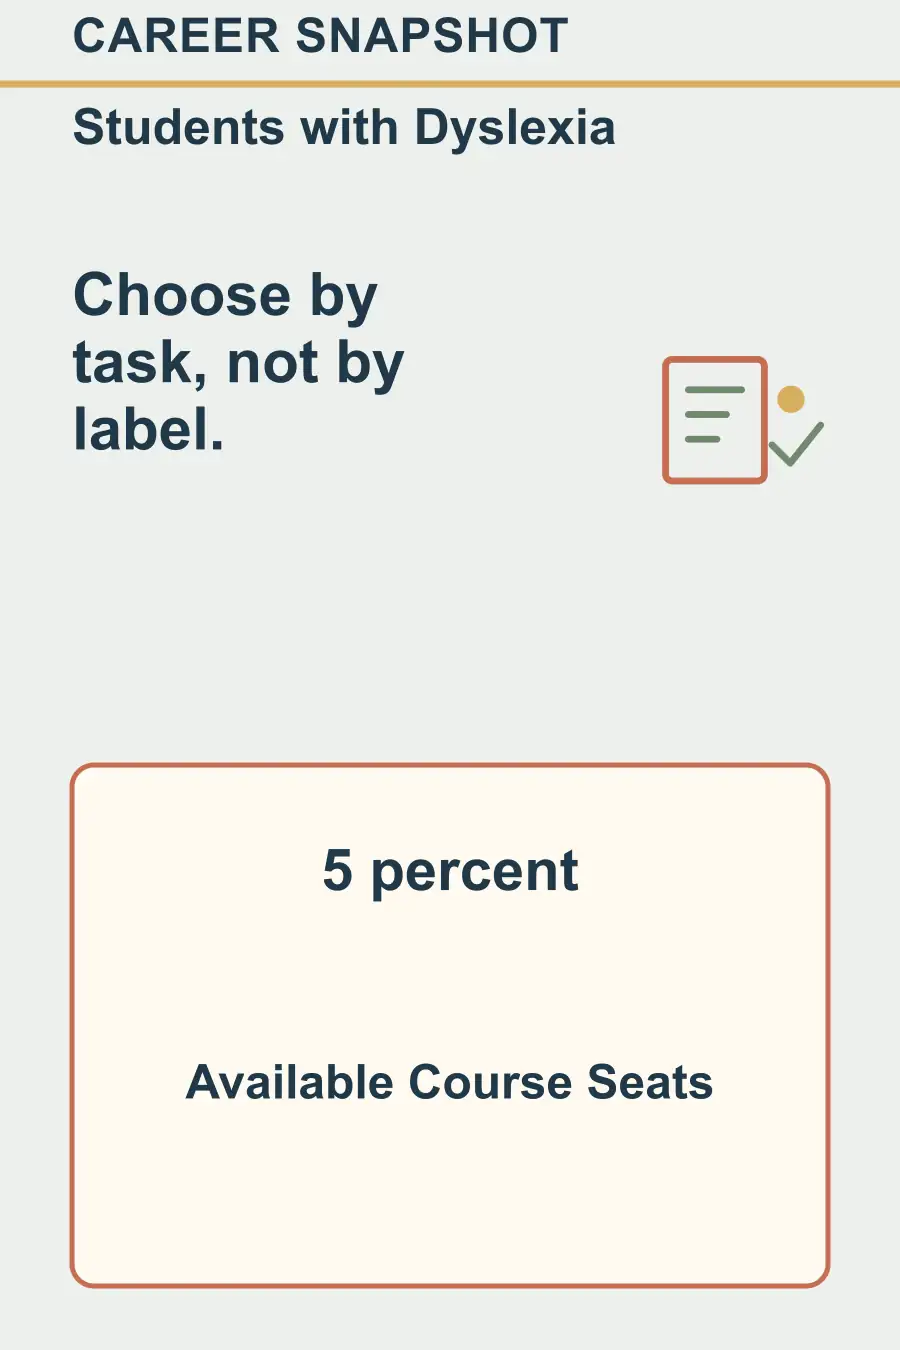 CAREER SNAPSHOT
Students with Dyslexia
Choose by
task, not by
label.
5 percent
Available Course Seats